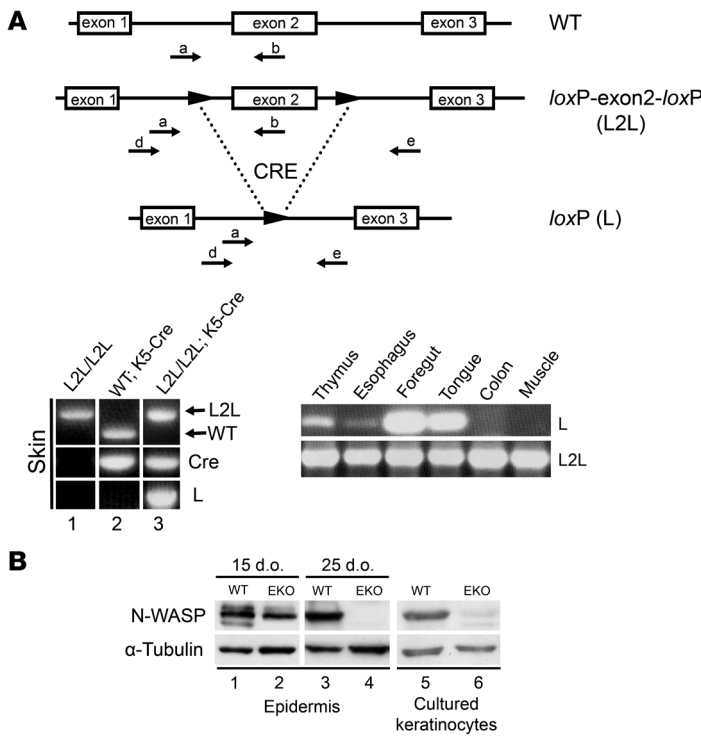 A
exon 1 exon 2 exon 3 WT
a b
exon 1 exon 2 exon 3 loxP-exon2-loxP
(L2L)
a b
d e
CRE
exon 1 exon 3 loxP (L)
a
d e
L2L/L2L
WT; K5-Cre
L2L/L2L; K5-Cre
L2L
WT
Cre
L
Skin
1 2 3
Thymus
Esophagus
Foregut
Tongue
Colon
Muscle
L
L2L
B
15 d.o. 25 d.o.
WT EKO WT EKO WT EKO
N-WASP
α-Tubulin
1 2 3 4 5 6
Epidermis Cultured
keratinocytes